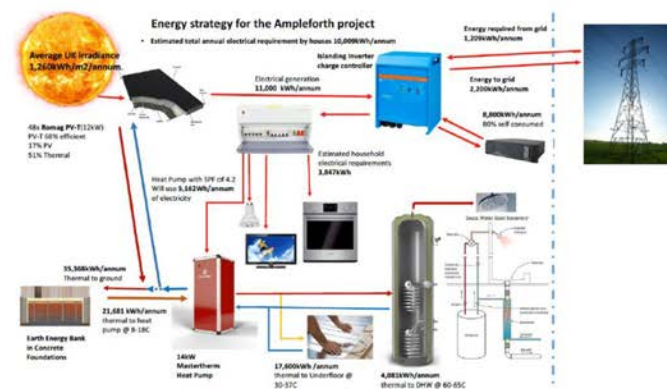 Energy strategy for the Ampleforth project
• Estimated total annual electrical requirement by houses 10,009kWh/annum
Average UK irradiance
1,260kWh/m2/annum.
Energy required from grid
1,209kWh/annum
Islanding Inverter
charge controller
Electrical generation
11,000 kWh/annum
Energy to grid
2,200kWh/annum
8,800kWh/annum
80% self consumed
48x Romag PV-T(12kW)
PV-T 68% efficient
17% PV
51% Thermal
ABB
Estimated household
electrical requirements
3,847kWh
Heat Pump with SPF of 4.2
Will use 5,162kWh/annum
of electricity
Waste Water Heat Recovery
Thermal to ground
21,681 kWh/annum
thermal to heat
pump @ 8-18C
Earth Energy Bank
in Concrete
Foundations
14kW
Mastertherm
Heat Pump
17,600kWh/annum
thermal to Underfloor @
30-37C
4,081kWh/annum
thermal to DHW @ 60-65C